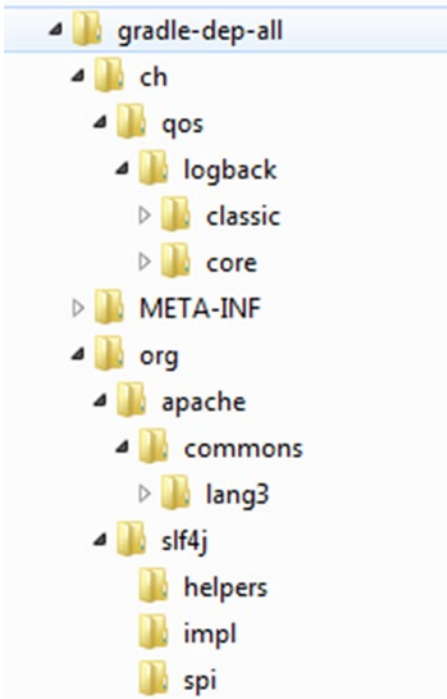 gradle-dep-all
ch
qos
logback
classic
core
META-INF
org
apache
commons
lang3
slf4j
helpers
impl
spi